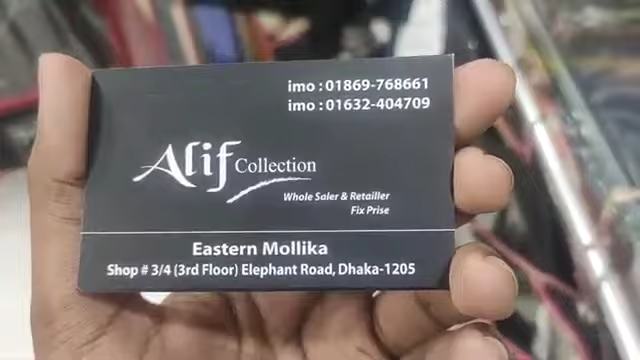 imo : 01869-768661
imo : 01632-404709
Alif Collection
Whole Saler & Retailler
Fix Prise
Eastern Mollika
Shop # 3/4 (3rd Floor) Elephant Road, Dhaka-1205